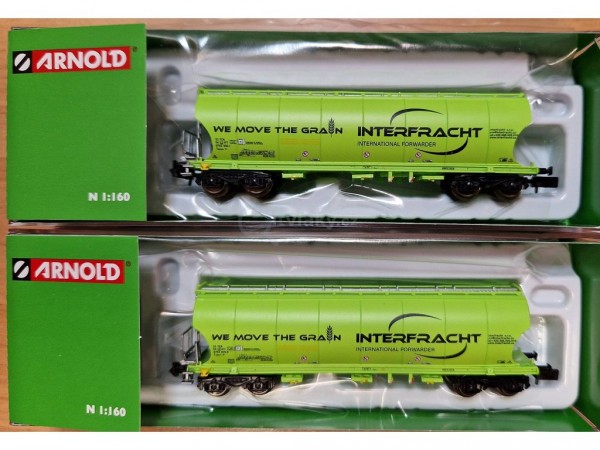 ARNOLD
WE MOVE THE GRAIN
INTERFRACHT
INTERNATIONAL FORWARDER
N 1:160
ARNOLD
WE MOVE THE GRAIN
INTERFRACHT
INTERNATIONAL FORWARDER
N 1:160